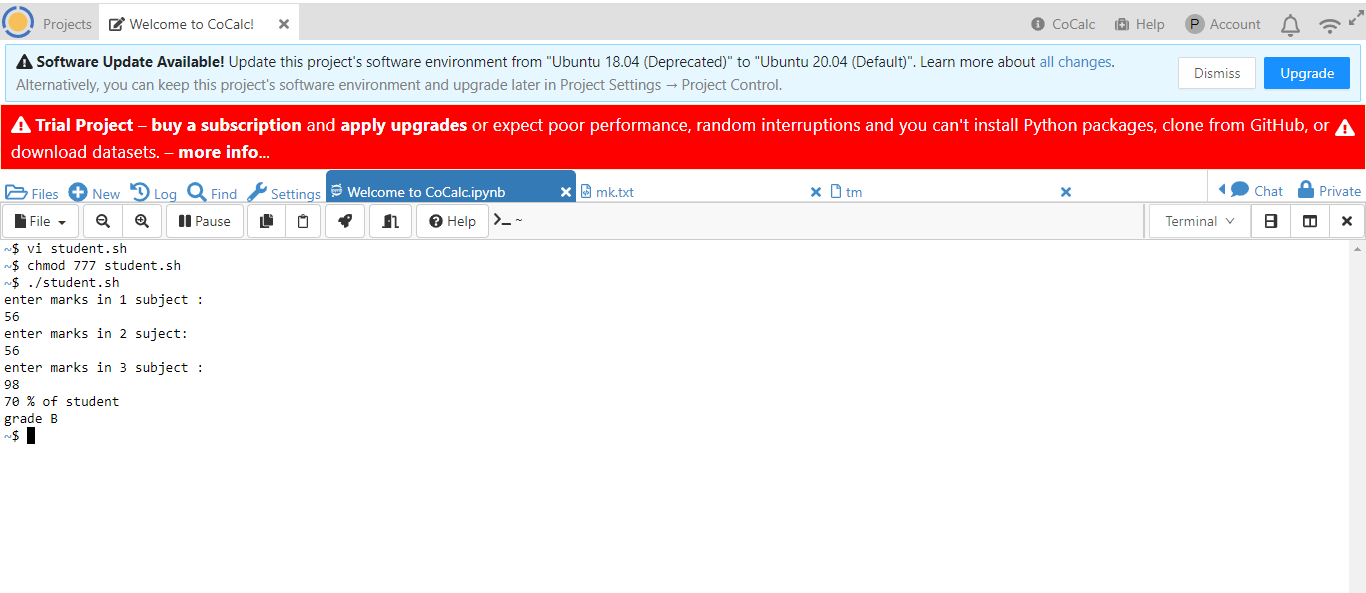 Projects Welcome to CoCalc! CoCalc Help P Account
Software Update Available! Update this project's software environment from "Ubuntu 18.04 (Deprecated)" to "Ubuntu 20.04 (Default)". Learn more about all changes.
Alternatively, you can keep this project's software environment and upgrade later in Project Settings → Project Control.
Dismiss Upgrade
Trial Project – buy a subscription and apply upgrades or expect poor performance, random interruptions and you can't install Python packages, clone from GitHub, or
download datasets. – more info...
Files New Log Find Settings Welcome to CoCalc.ipynb mk.txt tm Chat Private
File Pause Help ~ Terminal
~$ vi student.sh
~$ chmod 777 student.sh
~$ ./student.sh
enter marks in 1 subject :
56
enter marks in 2 suject:
56
enter marks in 3 subject :
98
70 % of student
grade B
~$